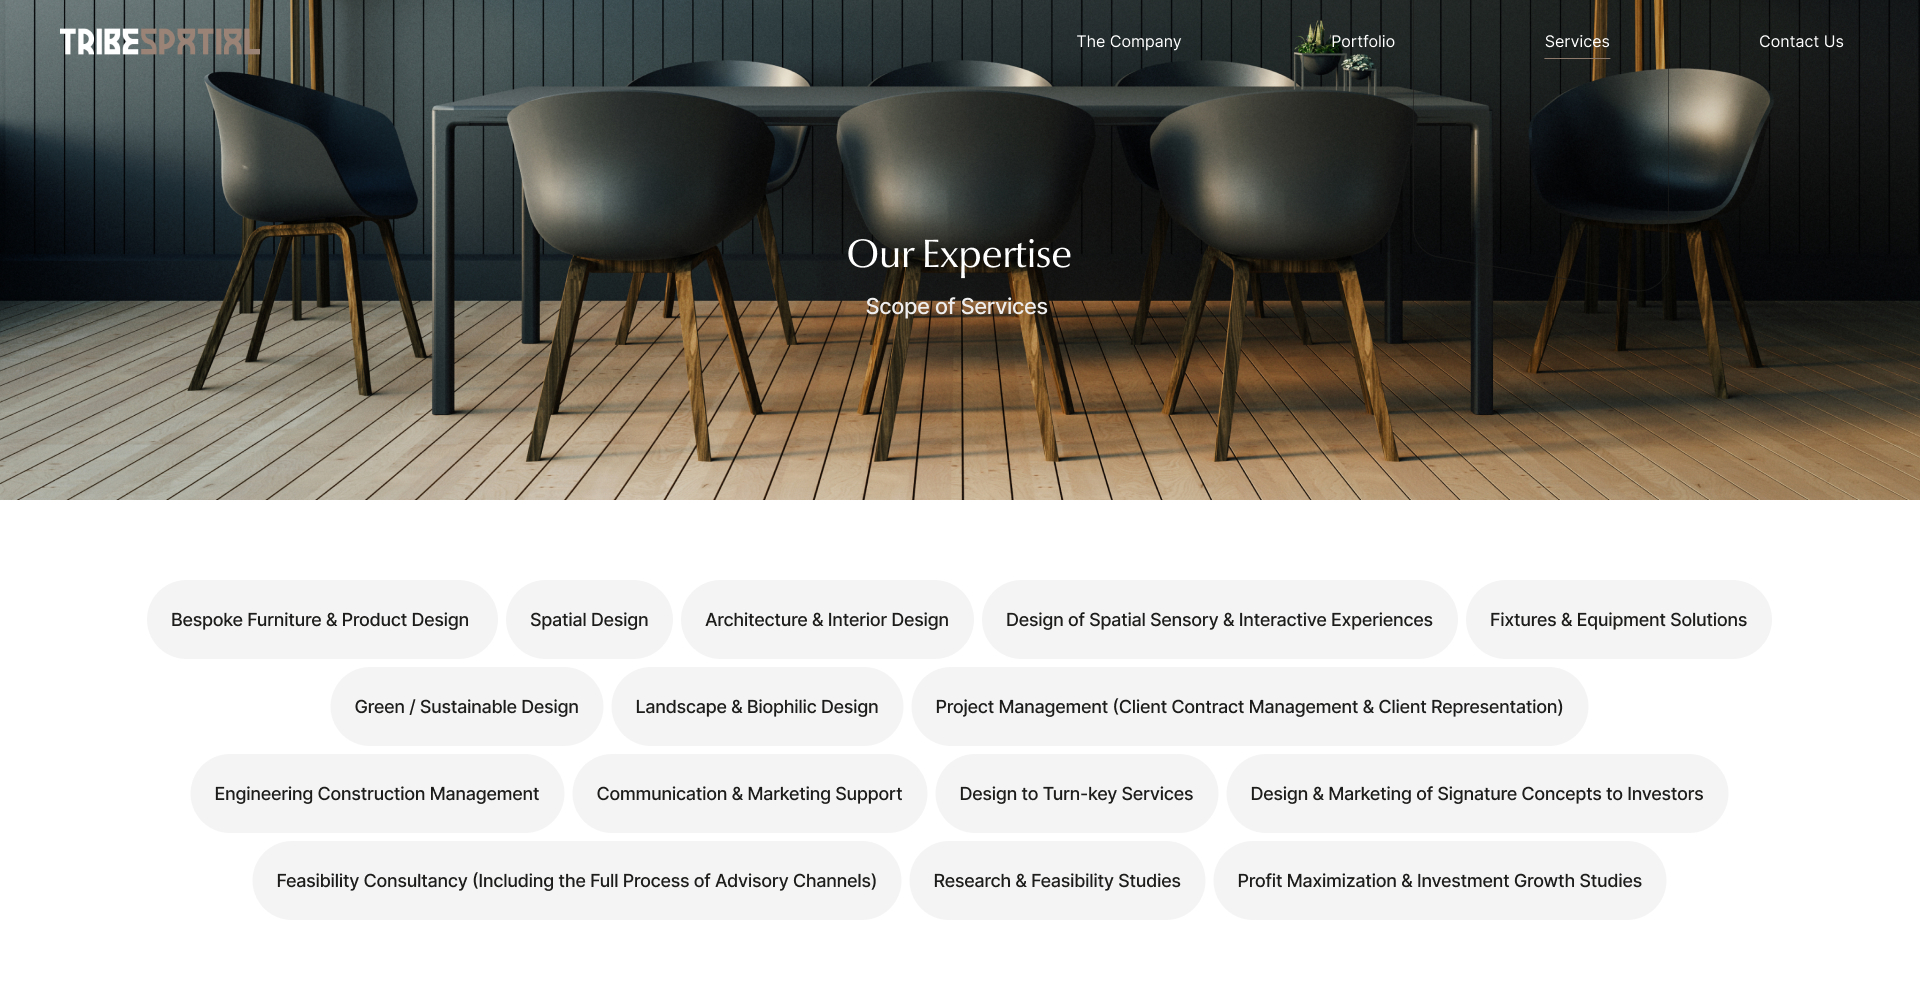 TRIBESPATIAL
The Company
Portfolio
Services
Contact Us
Our Expertise
Scope of Services
Bespoke Furniture & Product Design
Spatial Design
Architecture & Interior Design
Design of Spatial Sensory & Interactive Experiences
Fixtures & Equipment Solutions
Green / Sustainable Design
Landscape & Biophilic Design
Project Management (Client Contract Management & Client Representation)
Engineering Construction Management
Communication & Marketing Support
Design to Turn-key Services
Design & Marketing of Signature Concepts to Investors
Feasibility Consultancy (Including the Full Process of Advisory Channels)
Research & Feasibility Studies
Profit Maximization & Investment Growth Studies